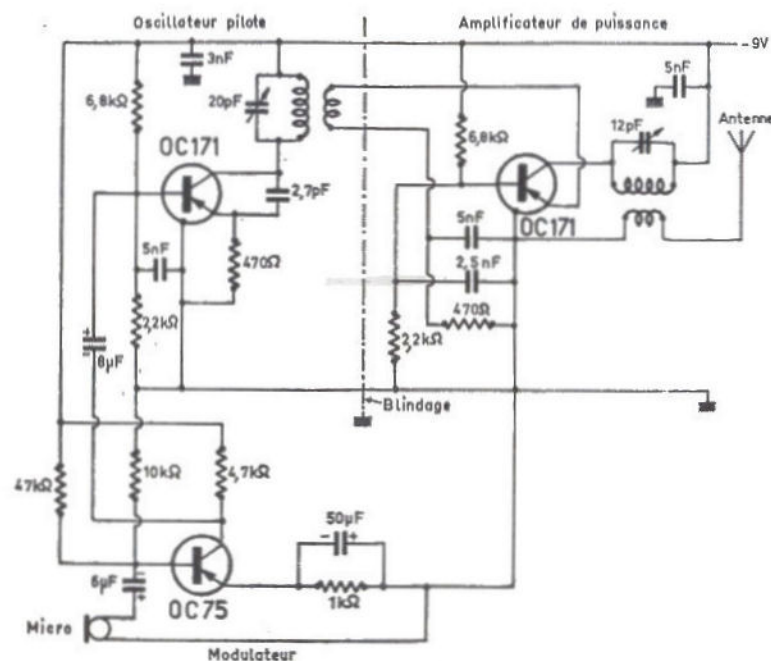 Oscillateur pilote
Amplificateur de puissance
-9V
3nF
5nF
6,8kΩ
20pF
12pF
Antenne
OC171
6,8kΩ
2,7pF
OC171
5nF
470Ω
5nF
2,5nF
470Ω
2,2kΩ
2,2kΩ
8µF
Blindage
47kΩ
10kΩ
4,7kΩ
50µF
- +
6µF
OC75
1kΩ
Micro
Modulateur